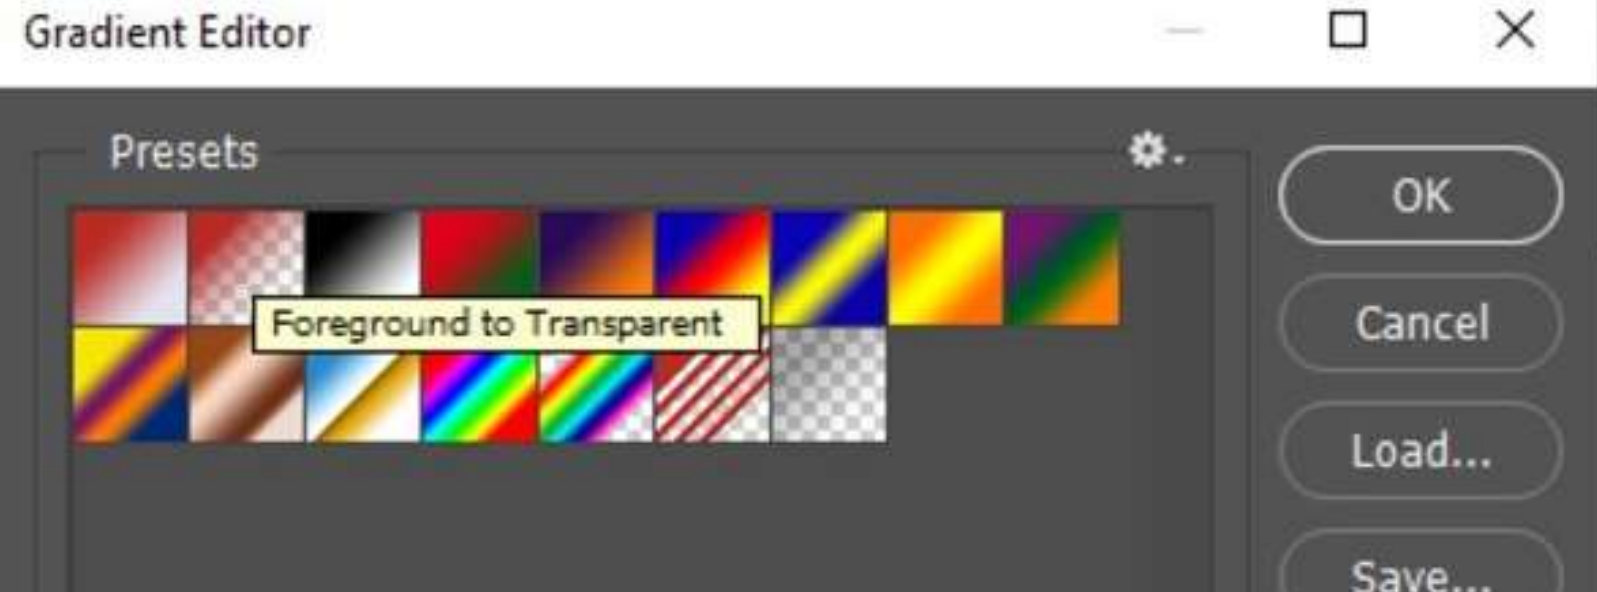 Gradient Editor
Presets
OK
Foreground to Transparent
Cancel
Load...
Save...